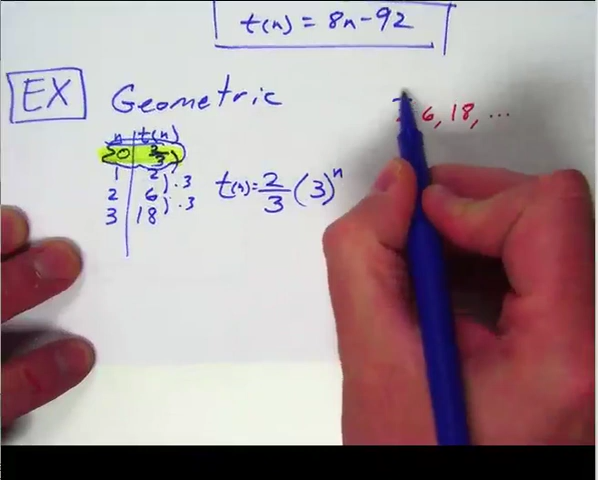 t(n) = 8n-92
EX Geometric
6, 18, ...
n t(n)
0 2/3
1 2 ) · 3
2 6 ) · 3
3 18
t(n) = 2/3 (3)^n